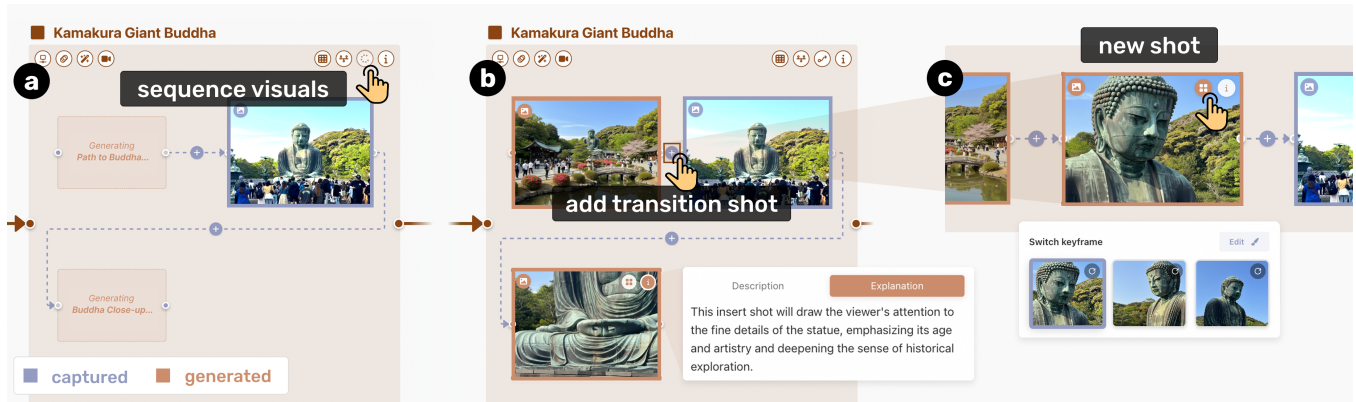 Kamakura Giant Buddha
a
sequence visuals
Generating
Path to Buddha...
Generating
Buddha Close-up...
captured
generated
Kamakura Giant Buddha
b
add transition shot
Description
Explanation
This insert shot will draw the viewer's attention to
the fine details of the statue, emphasizing its age
and artistry and deepening the sense of historical
exploration.
c
new shot
Switch keyframe
Edit